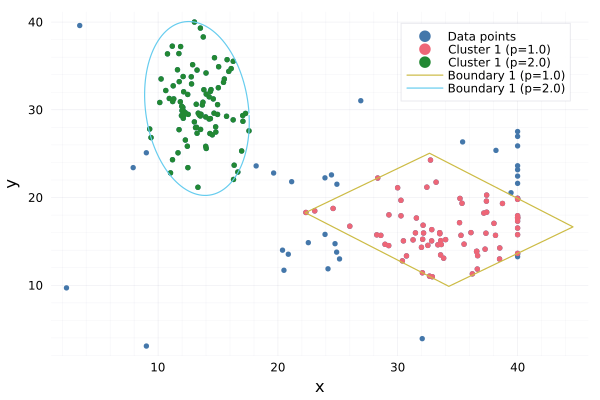 40
30
20
10
y
10
20
30
40
x
Data points
Cluster 1 (p=1.0)
Cluster 1 (p=2.0)
Boundary 1 (p=1.0)
Boundary 1 (p=2.0)